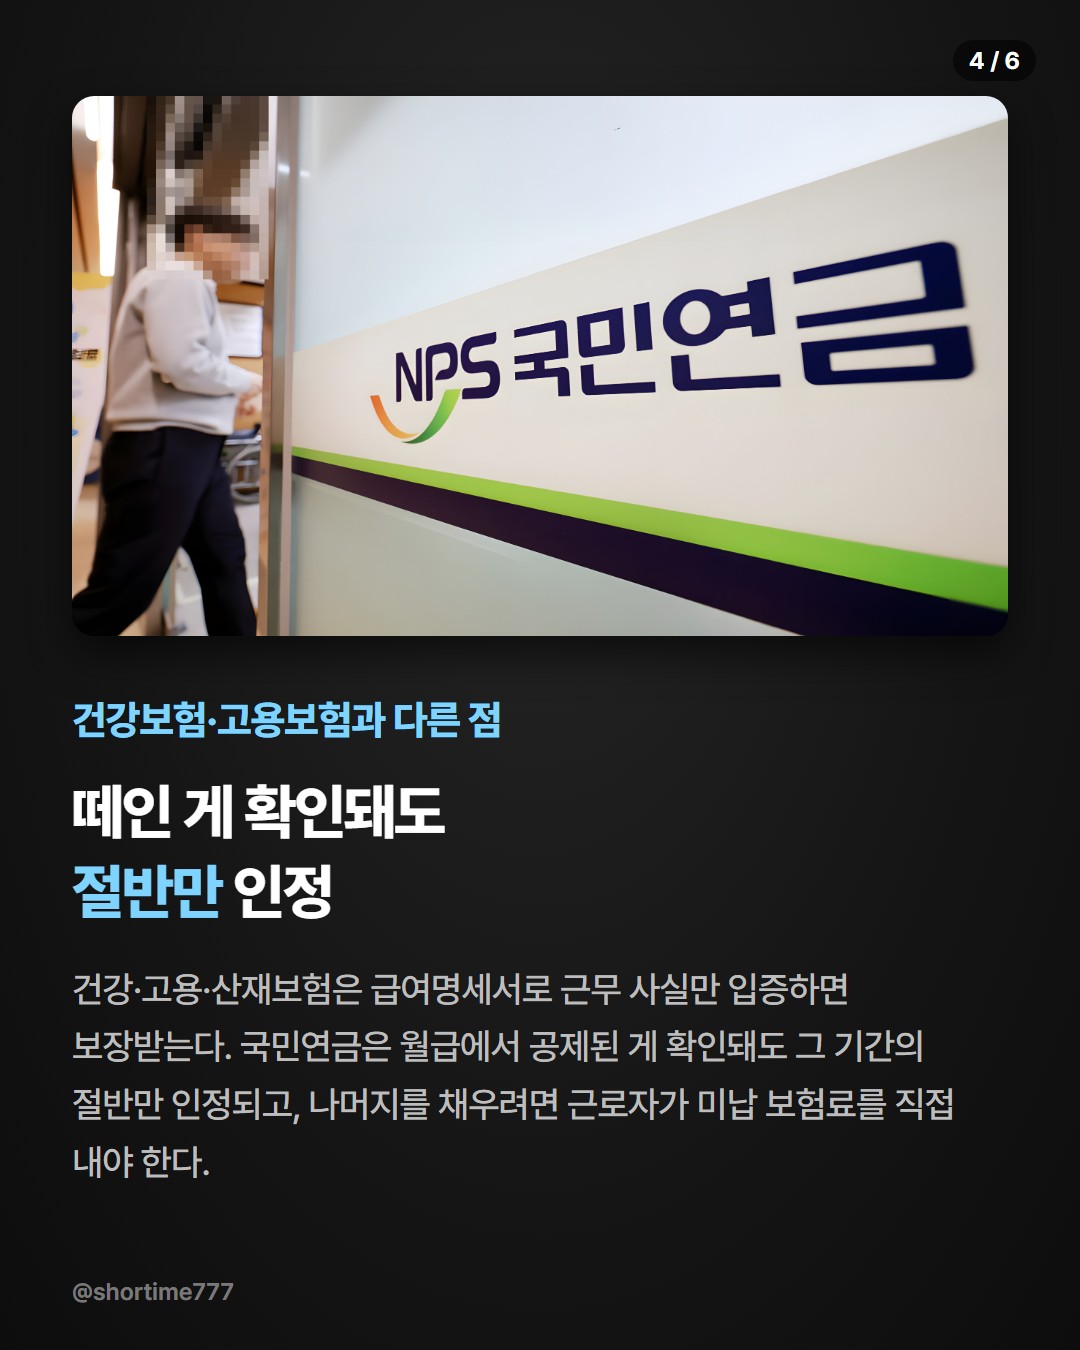 4 / 6
NPS 국민연금
건강보험·고용보험과 다른 점
떼인 게 확인돼도
절반만 인정
건강·고용·산재보험은 급여명세서로 근무 사실만 입증하면
보장받는다. 국민연금은 월급에서 공제된 게 확인돼도 그 기간의
절반만 인정되고, 나머지를 채우려면 근로자가 미납 보험료를 직접
내야 한다.
@shortime777